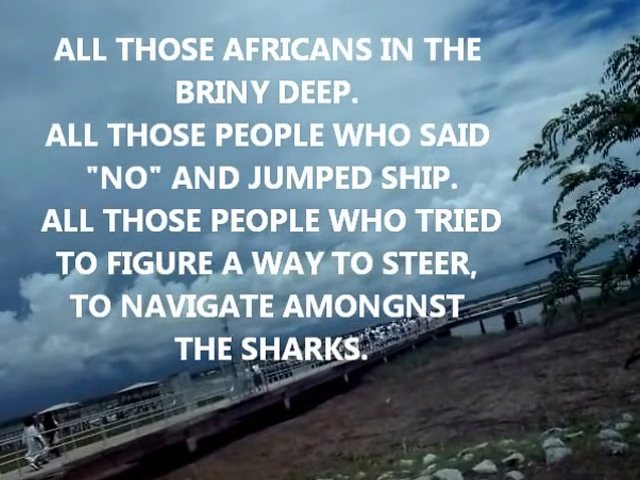 ALL THOSE AFRICANS IN THE
BRINY DEEP.
ALL THOSE PEOPLE WHO SAID
"NO" AND JUMPED SHIP.
ALL THOSE PEOPLE WHO TRIED
TO FIGURE A WAY TO STEER,
TO NAVIGATE AMONGNST
THE SHARKS.